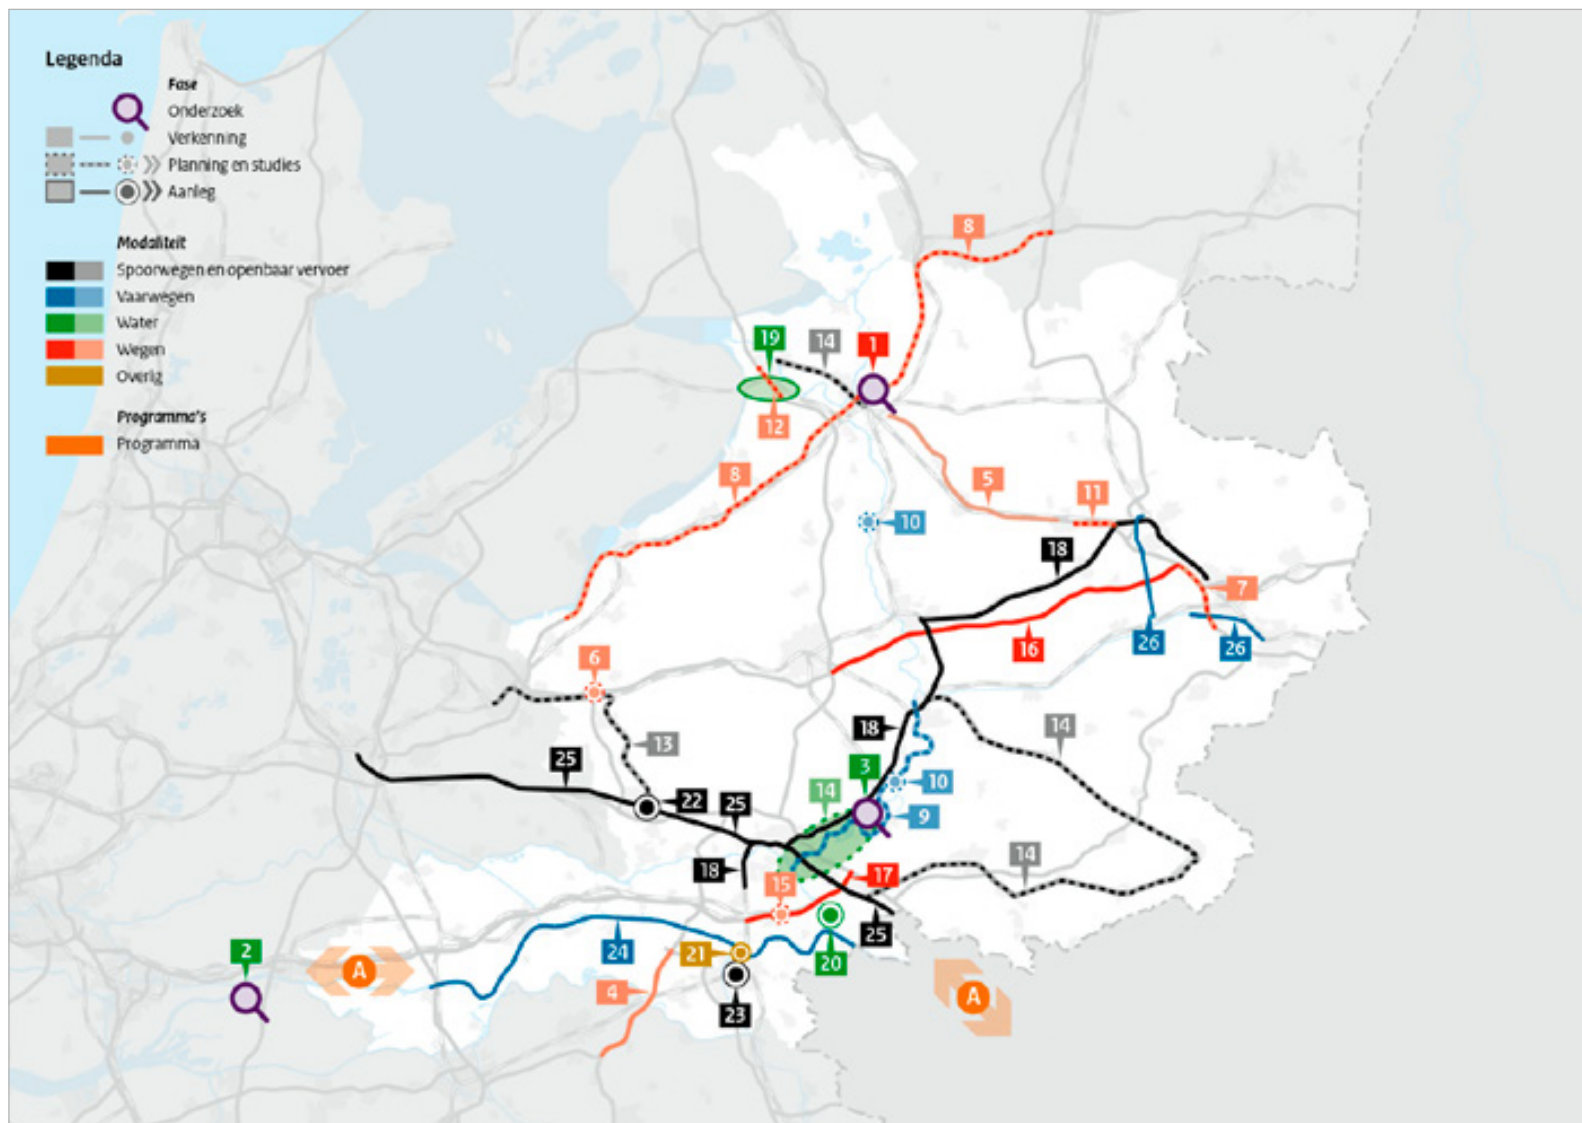 Legenda
Fase
Onderzoek
Verkenning
Planning en studies
Aanleg
Modaliteit
Spoorwegen en openbaar vervoer
Vaarwegen
Water
Wegen
Overig
Programma's
Programma
8
19
14
1
12
8
5
11
10
18
7
16
26
26
6
13
18
14
3
25
10
22
25
14
9
18
14
15
17
25
2
A
24
21
20
4
23
A